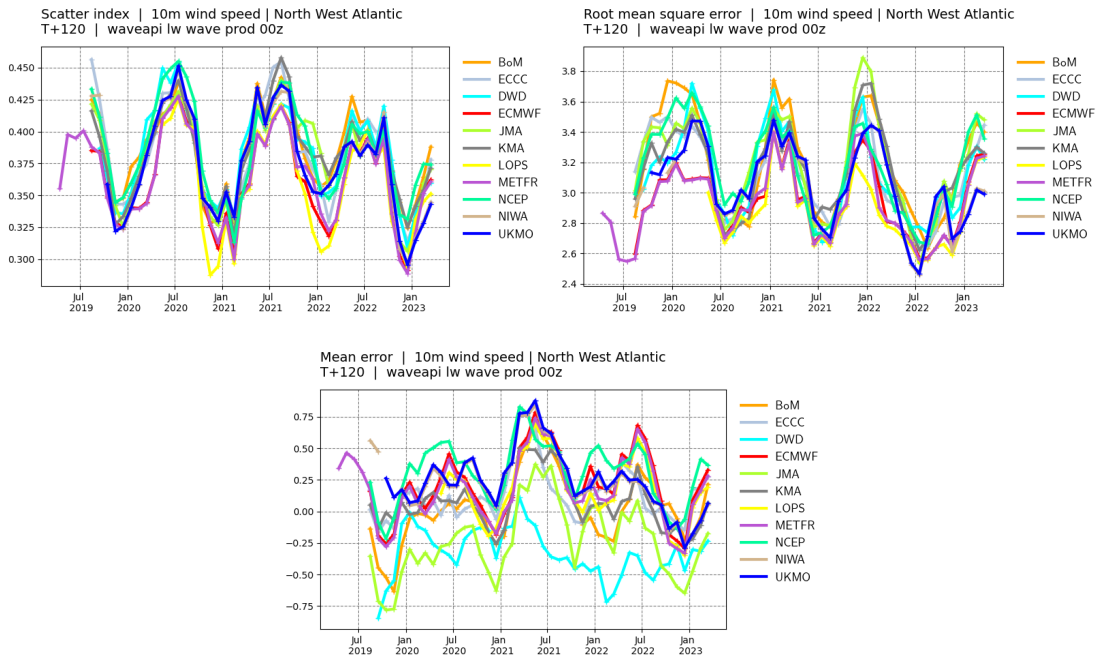 Scatter index | 10m wind speed | North West Atlantic
T+120 | waveapi lw wave prod 00z
0.450
0.425
0.400
0.375
0.350
0.325
0.300
Jul 2019
Jan 2020
Jul 2020
Jan 2021
Jul 2021
Jan 2022
Jul 2022
Jan 2023
BoM
ECCC
DWD
ECMWF
JMA
KMA
LOPS
METFR
NCEP
NIWA
UKMO
Root mean square error | 10m wind speed | North West Atlantic
T+120 | waveapi lw wave prod 00z
3.8
3.6
3.4
3.2
3.0
2.8
2.6
2.4
Jul 2019
Jan 2020
Jul 2020
Jan 2021
Jul 2021
Jan 2022
Jul 2022
Jan 2023
BoM
ECCC
DWD
ECMWF
JMA
KMA
LOPS
METFR
NCEP
NIWA
UKMO
Mean error | 10m wind speed | North West Atlantic
T+120 | waveapi lw wave prod 00z
0.75
0.50
0.25
0.00
−0.25
−0.50
−0.75
Jul 2019
Jan 2020
Jul 2020
Jan 2021
Jul 2021
Jan 2022
Jul 2022
Jan 2023
BoM
ECCC
DWD
ECMWF
JMA
KMA
LOPS
METFR
NCEP
NIWA
UKMO